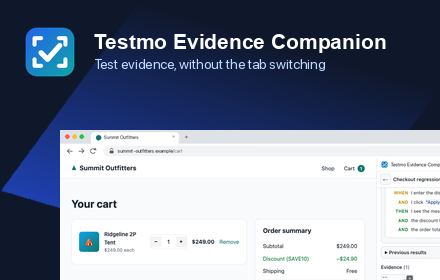 Testmo Evidence Companion
Test evidence, without the tab switching
Summit Outfitters
summit-outfitters.example/cart
Summit Outfitters
Shop
Cart 1
Your cart
Ridgeline 2P
Tent
$249.00 each
− 1 +
$249.00
Remove
Order summary
Subtotal $249.00
Discount (SAVE10) −$24.90
Shipping Free
Testmo Evidence Comp
Checkout regression
WHEN I enter the dis
AND I click "Apply
THEN I see the mess
AND the discount
AND the order tota
Previous results
Evidence (1)